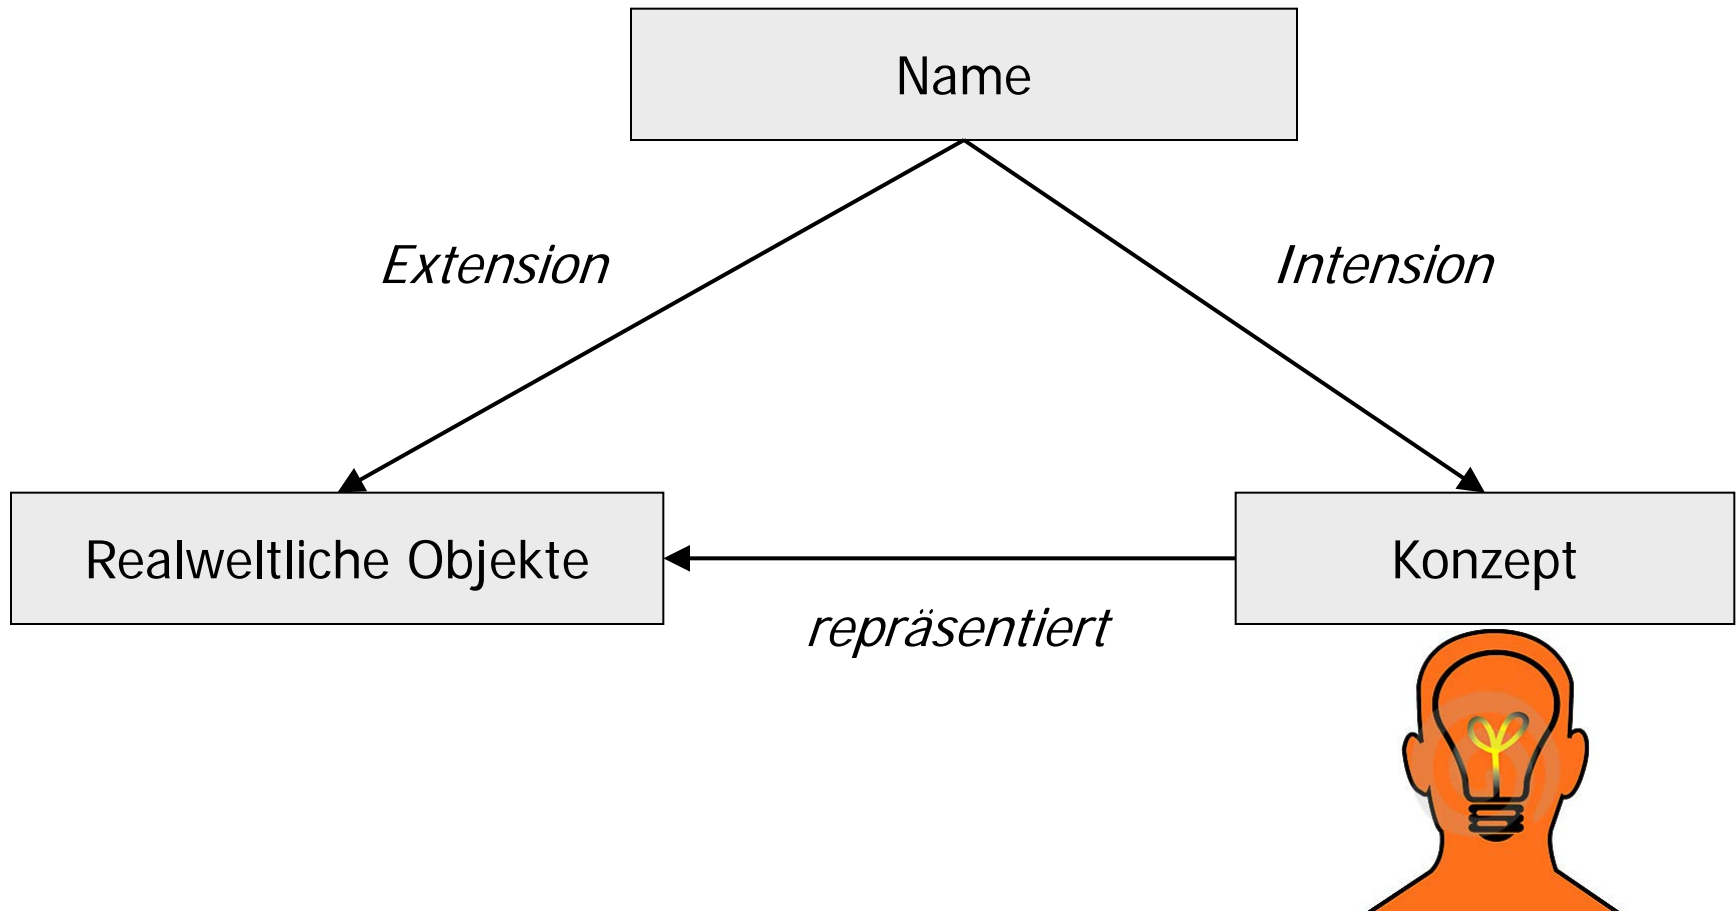 Name
Extension
Intension
Realweltliche Objekte
Konzept
repräsentiert